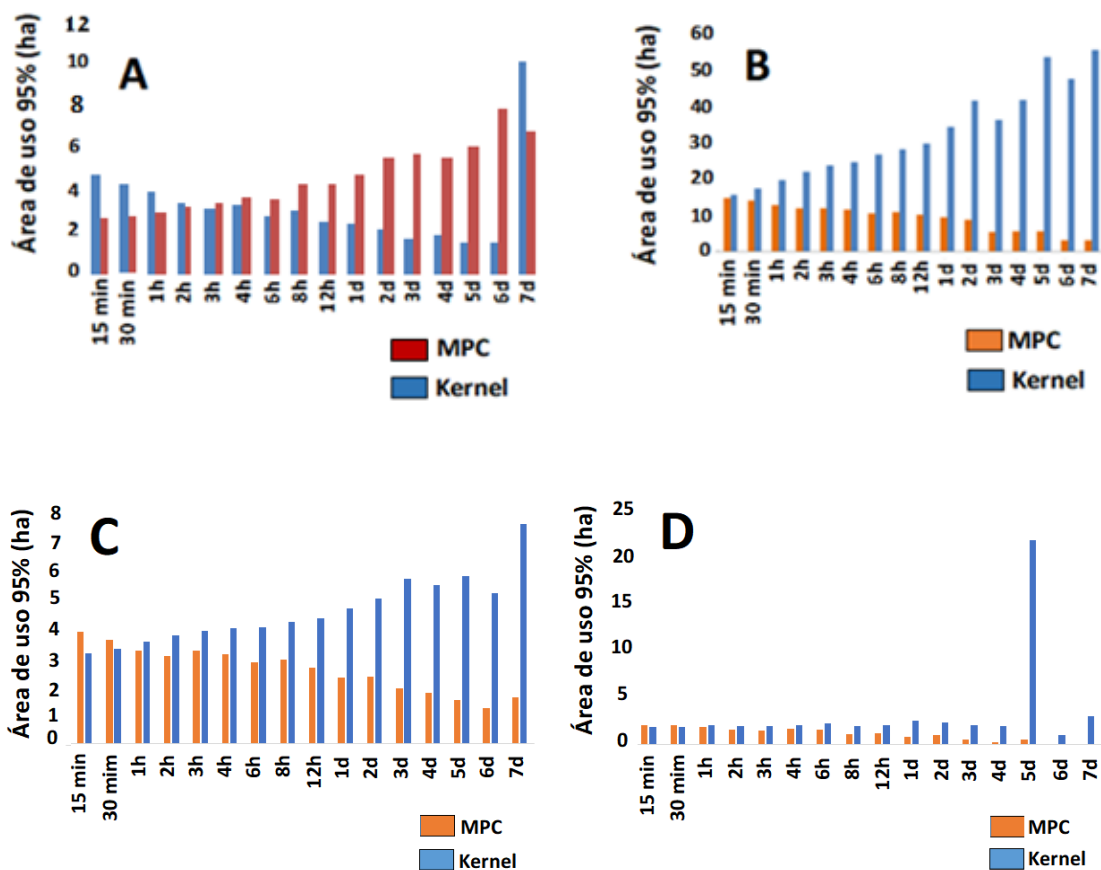 A
Área de uso 95% (ha)
12
10
8
6
4
2
0
15 min
30 min
1h
2h
3h
4h
6h
8h
12h
1d
2d
3d
4d
5d
6d
7d
MPC
Kernel
B
Área de uso 95% (ha)
60
50
40
30
20
10
0
15 min
30 min
1h
2h
3h
4h
6h
8h
12h
1d
2d
3d
4d
5d
6d
7d
MPC
Kernel
C
Área de uso 95% (ha)
8
7
6
5
4
3
2
1
0
15 min
30 mim
1h
2h
3h
4h
6h
8h
12h
1d
2d
3d
4d
5d
6d
7d
MPC
Kernel
D
Área de uso 95% (ha)
25
20
15
10
5
0
15 min
30 mim
1h
2h
3h
4h
6h
8h
12h
1d
2d
3d
4d
5d
6d
7d
MPC
Kernel